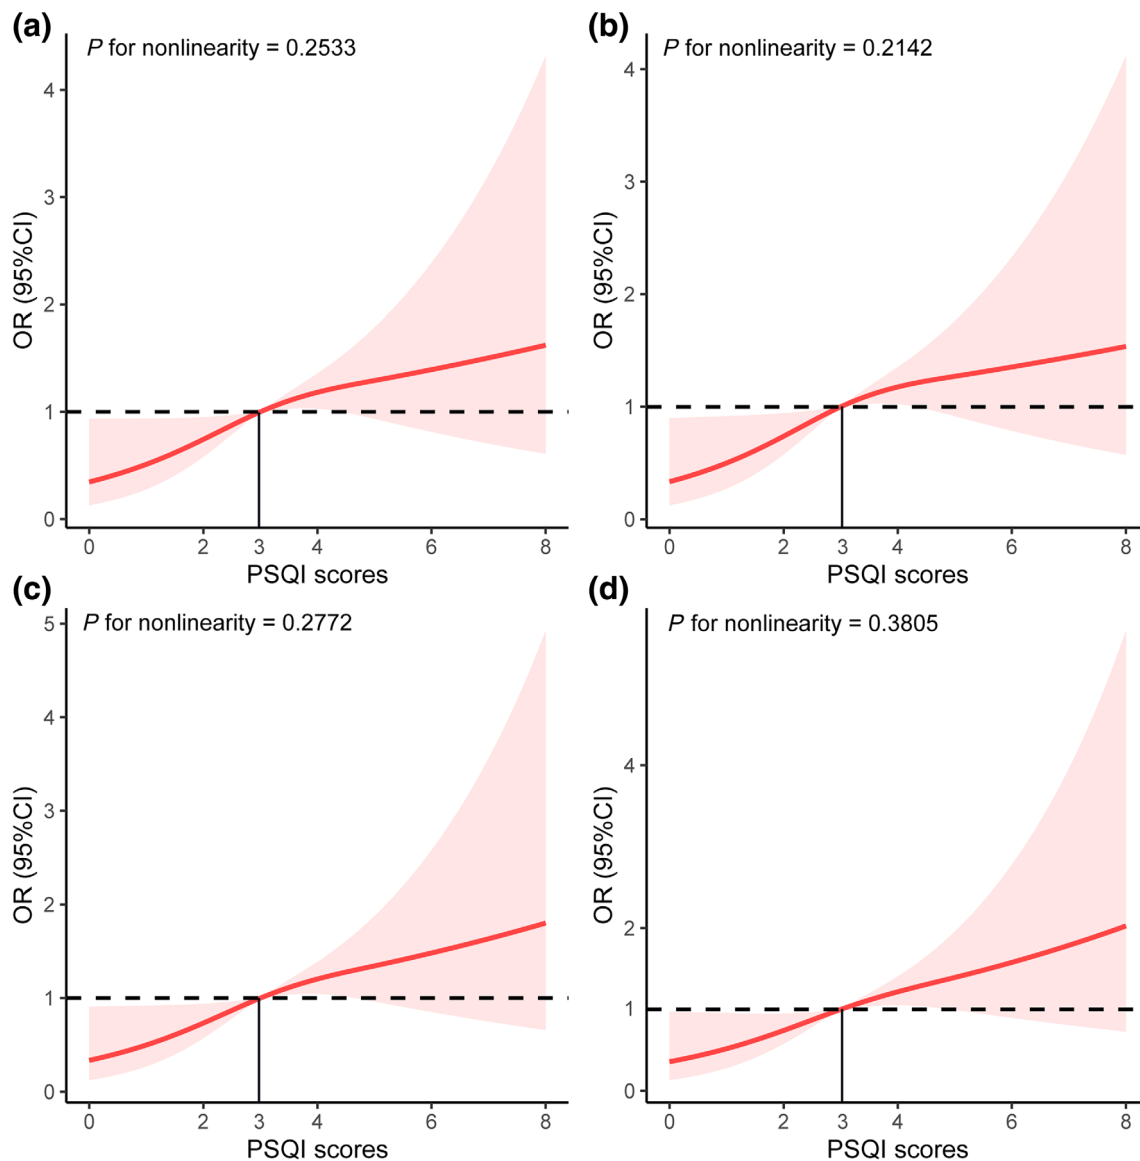 (a)
P for nonlinearity = 0.2533
4
3
2
1
0
OR (95%CI)
0 2 3 4 6 8
PSQI scores
(b)
P for nonlinearity = 0.2142
4
3
2
1
0
OR (95%CI)
0 2 3 4 6 8
PSQI scores
(c)
P for nonlinearity = 0.2772
5
4
3
2
1
0
OR (95%CI)
0 2 3 4 6 8
PSQI scores
(d)
P for nonlinearity = 0.3805
4
2
1
0
OR (95%CI)
0 2 3 4 6 8
PSQI scores